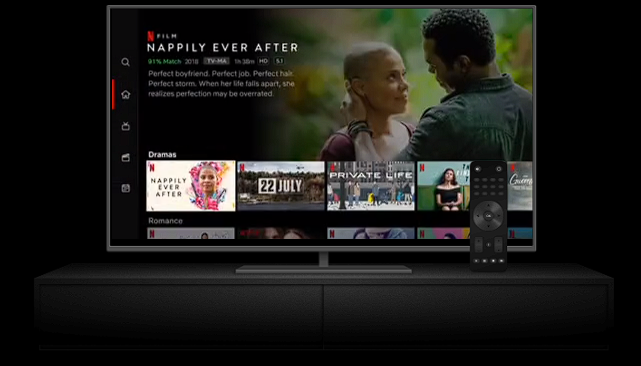 N FILM
NAPPILY EVER AFTER
91% Match 2018 TV-MA 1h38m HD 5.1
Perfect boyfriend. Perfect job. Perfect hair.
Perfect storm. When her life falls apart, she
realizes perfection may be overrated.
Dramas
NAPPILY
EVER
AFTER
22 JULY
PRIVATE LIFE
Romance